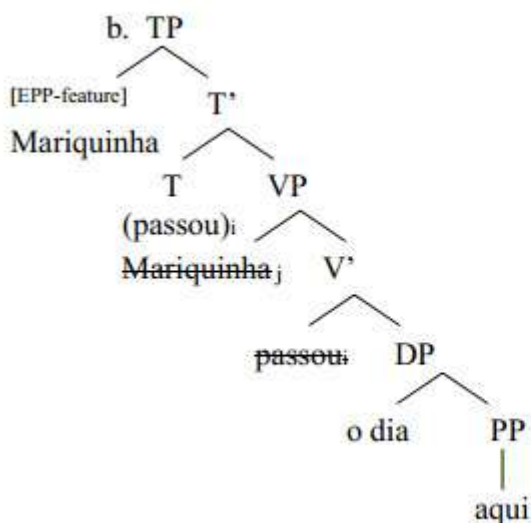 b. TP
[EPP-feature] T’
Mariquinha
T VP
(passou)i
Mariquinha j V’
passoui DP
o dia PP
aqui